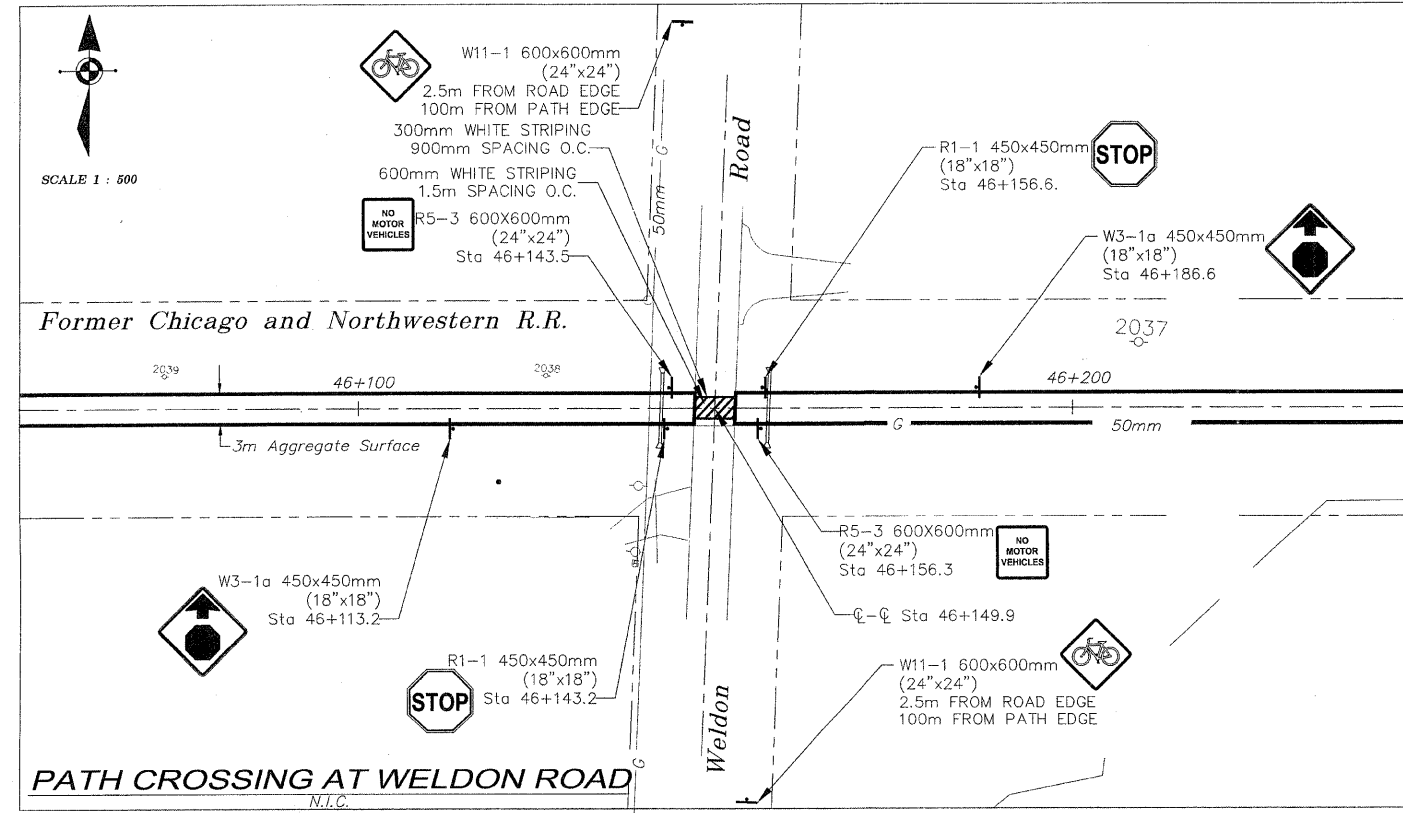 SCALE 1 : 500
W11-1 600x600mm
(24"x24")
2.5m FROM ROAD EDGE
100m FROM PATH EDGE
300mm WHITE STRIPING
900mm SPACING O.C.
600mm WHITE STRIPING
1.5m SPACING O.C.
NO
MOTOR
VEHICLES
R5-3 600X600mm
(24"x24")
Sta 46+143.5
G
50mm
Road
R1-1 450x450mm
(18"x18")
Sta 46+156.6.
STOP
W3-1a 450x450mm
(18"x18")
Sta 46+186.6
Former Chicago and Northwestern R.R.
2037
2039
46+100
2038
46+200
3m Aggregate Surface
G
50mm
R5-3 600X600mm
(24"x24")
Sta 46+156.3
NO
MOTOR
VEHICLES
W3-1a 450x450mm
(18"x18")
Sta 46+113.2
℄-℄ Sta 46+149.9
R1-1 450x450mm
(18"x18")
Sta 46+143.2
STOP
W11-1 600x600mm
(24"x24")
2.5m FROM ROAD EDGE
100m FROM PATH EDGE
Weldon
G
PATH CROSSING AT WELDON ROAD
N.I.C.